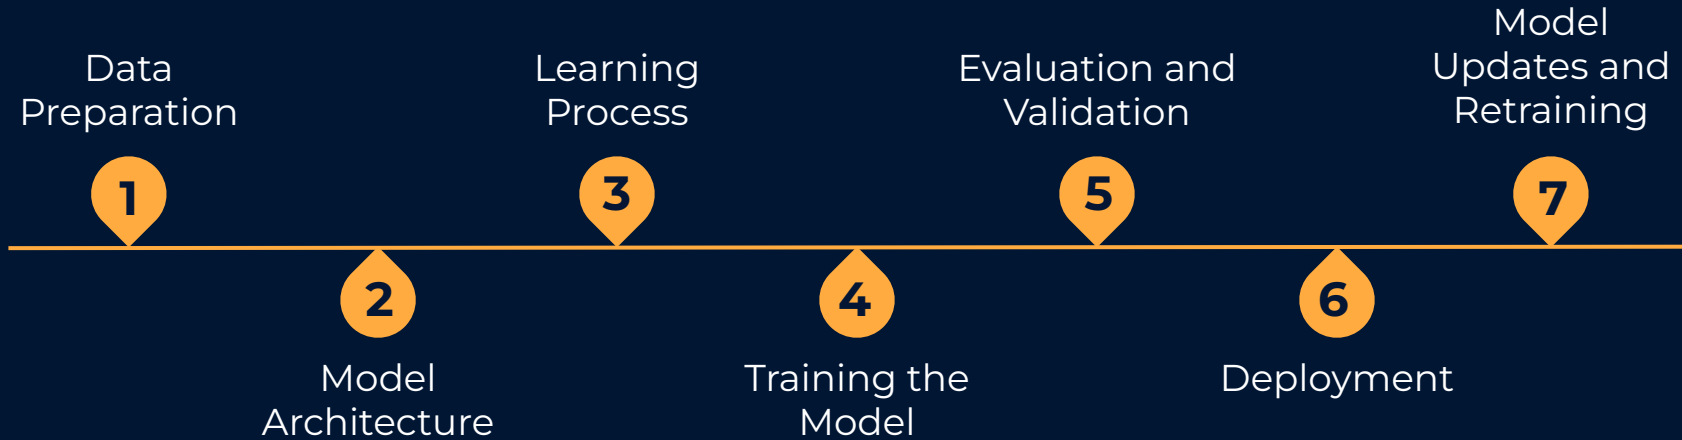 Data
Preparation
1
2
Model
Architecture
Learning
Process
3
4
Training the
Model
Evaluation and
Validation
5
6
Deployment
Model
Updates and
Retraining
7